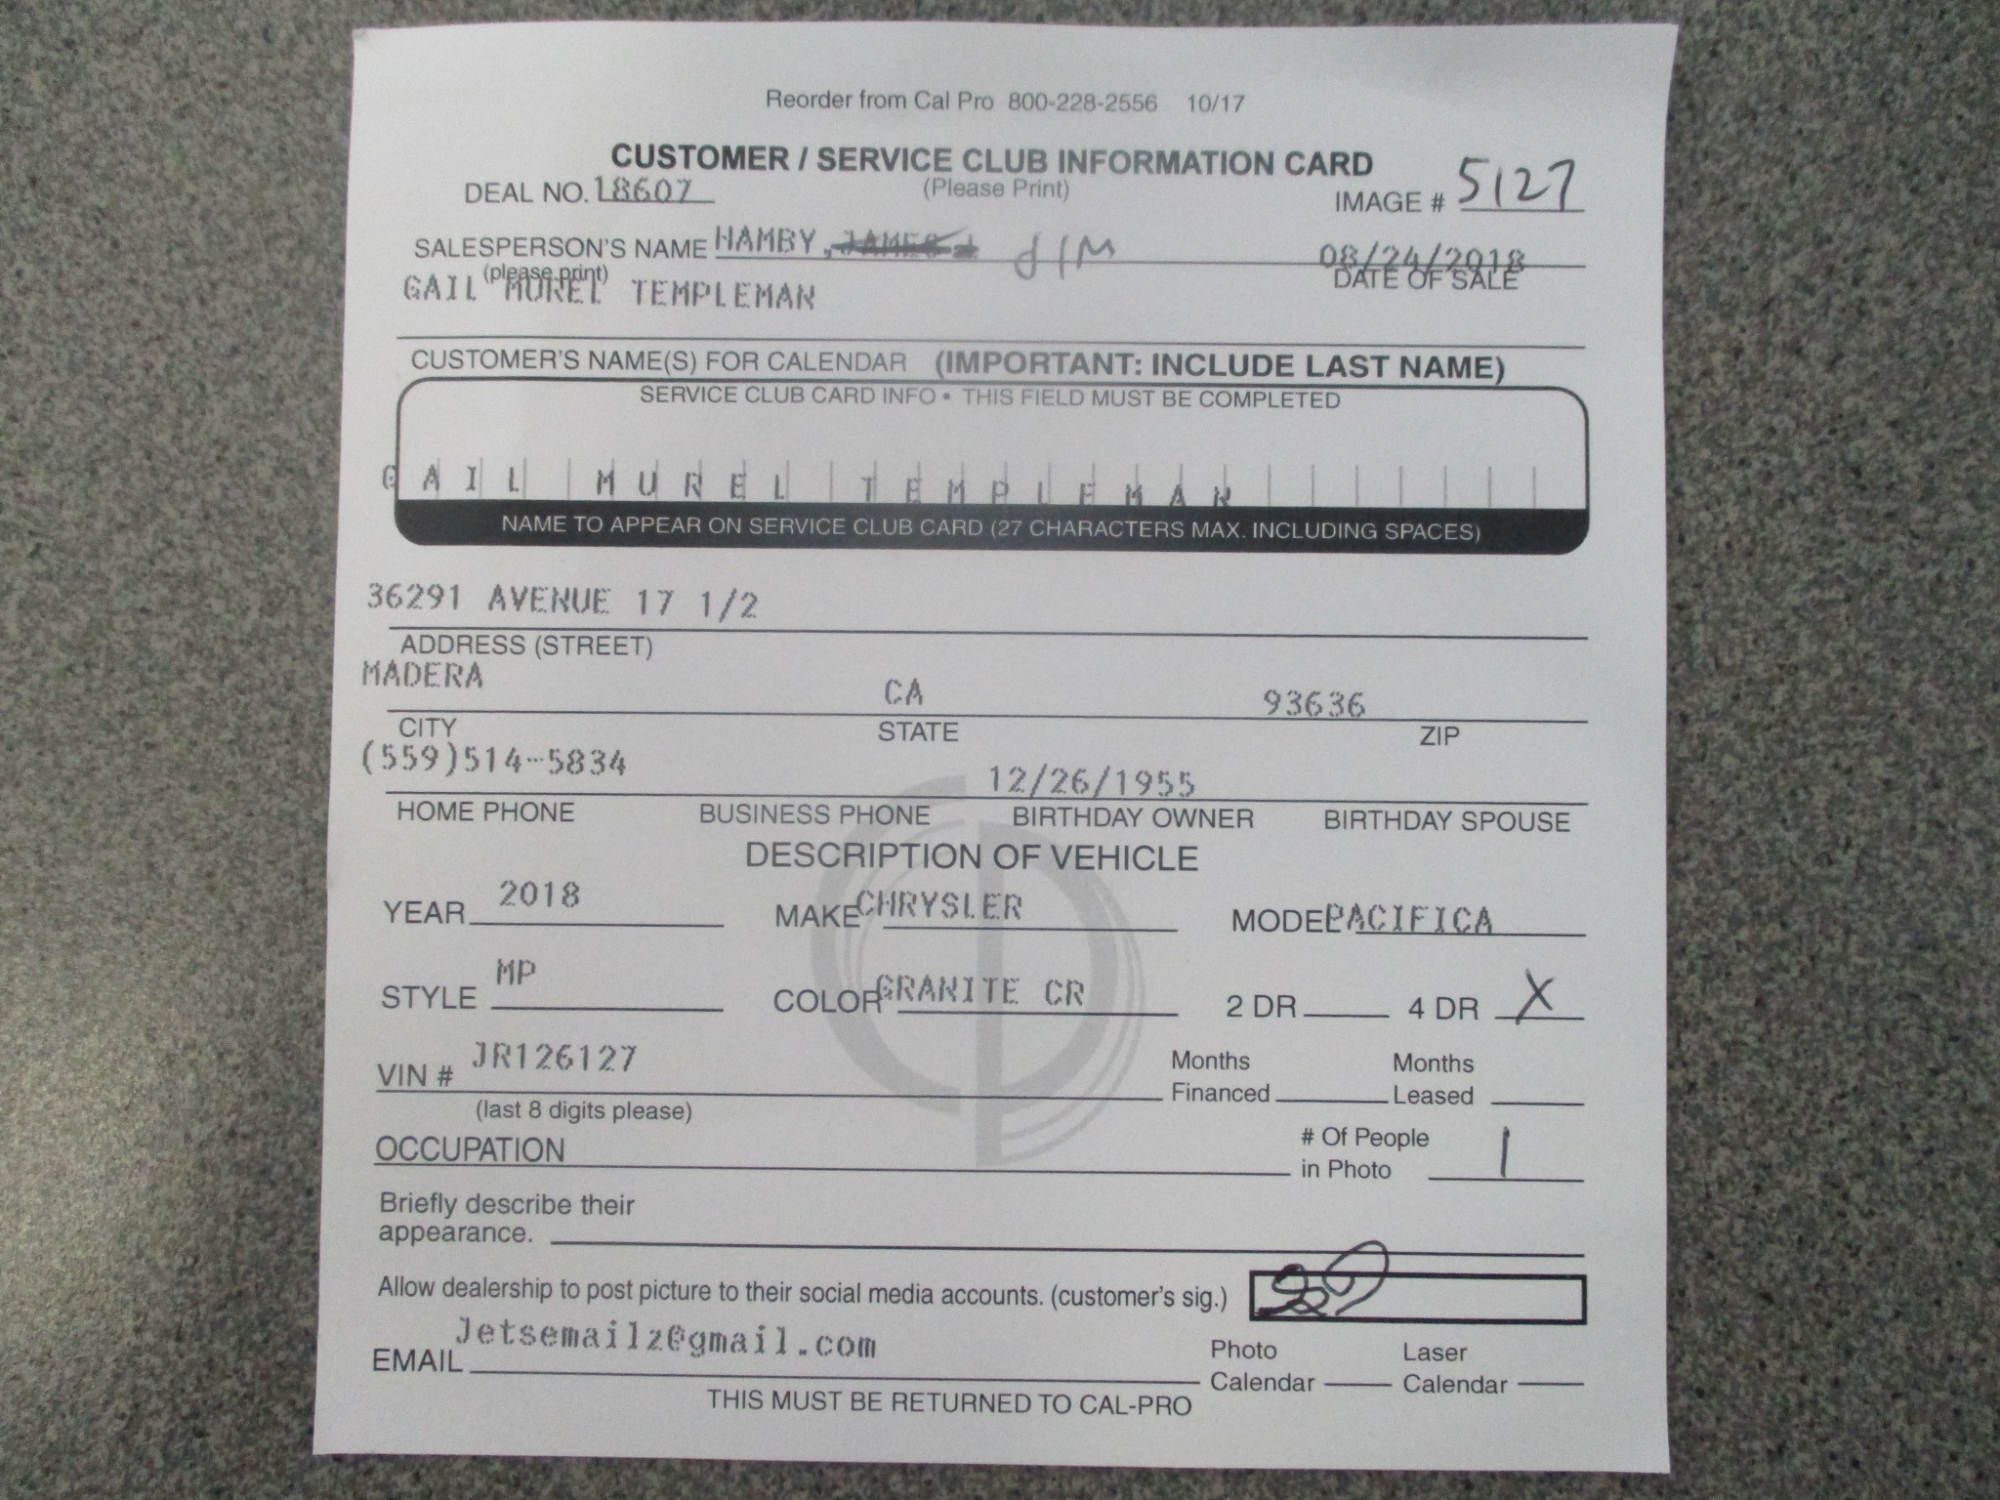 Reorder from Cal Pro 800-228-2556 10/17
CUSTOMER / SERVICE CLUB INFORMATION CARD
(Please Print)
DEAL NO. 18607
IMAGE # 5127
SALESPERSON'S NAME HAMBY, JAMES JIM
(please print)
08/24/2018
DATE OF SALE
GAIL MUREL TEMPLEMAN
CUSTOMER'S NAME(S) FOR CALENDAR (IMPORTANT: INCLUDE LAST NAME)
SERVICE CLUB CARD INFO • THIS FIELD MUST BE COMPLETED
GAIL MUREL TEMPLEMAN
NAME TO APPEAR ON SERVICE CLUB CARD (27 CHARACTERS MAX. INCLUDING SPACES)
36291 AVENUE 17 1/2
ADDRESS (STREET)
MADERA CA 93636
CITY STATE ZIP
(559)514-5834 12/26/1955
HOME PHONE BUSINESS PHONE BIRTHDAY OWNER BIRTHDAY SPOUSE
DESCRIPTION OF VEHICLE
YEAR 2018 MAKE CHRYSLER MODEL PACIFICA
STYLE MP COLOR GRANITE CR 2 DR 4 DR X
VIN # JR126127
(last 8 digits please)
Months Financed
Months Leased
OCCUPATION
# Of People in Photo 1
Briefly describe their
appearance.
Allow dealership to post picture to their social media accounts. (customer's sig.)
EMAIL Jetsemailz@gmail.com
Photo Calendar
Laser Calendar
THIS MUST BE RETURNED TO CAL-PRO